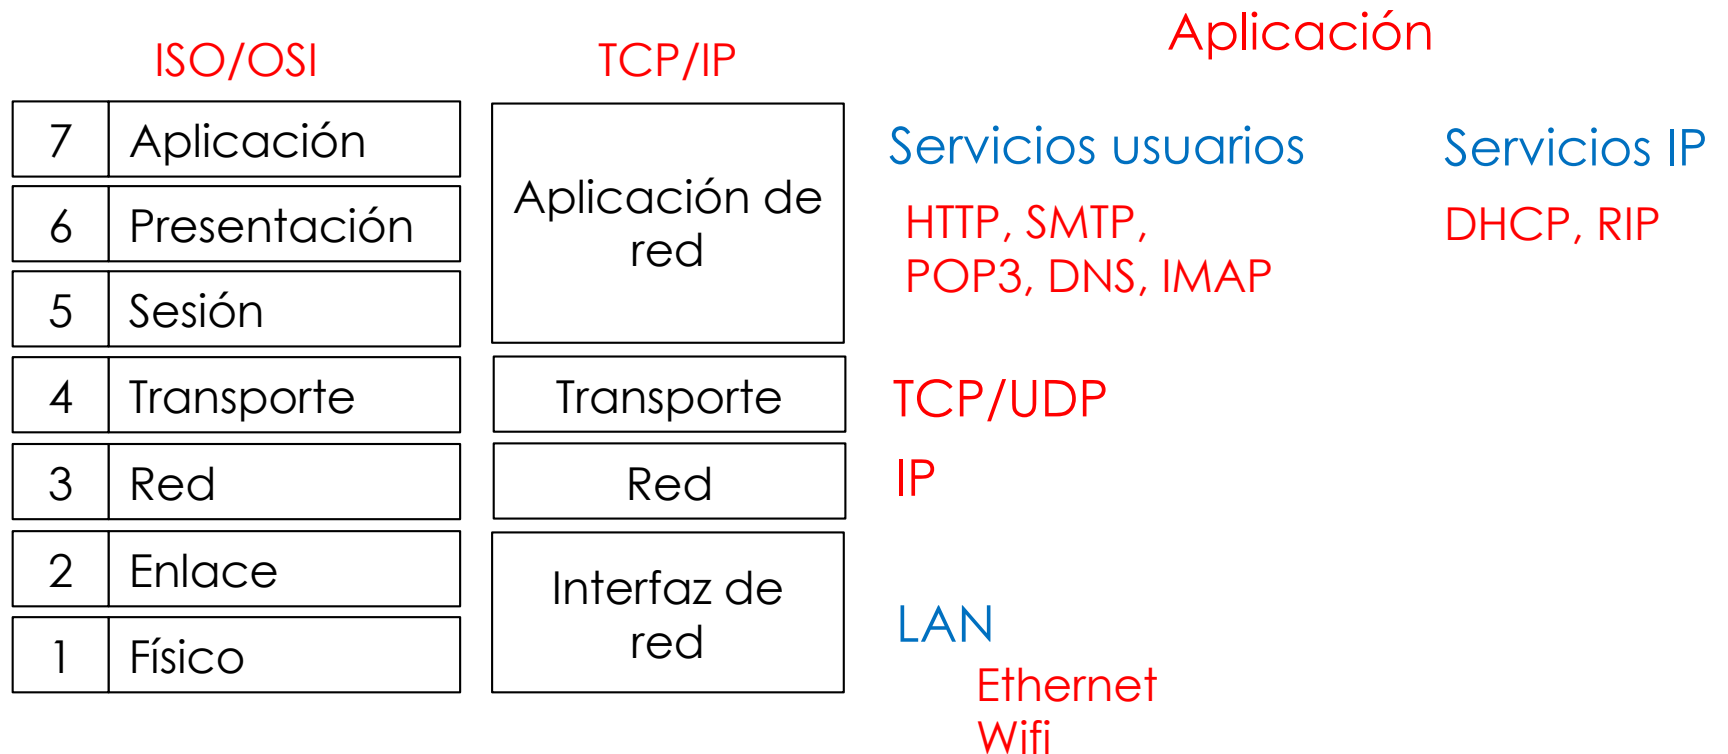 ISO/OSI
7 Aplicación
6 Presentación
5 Sesión
4 Transporte
3 Red
2 Enlace
1 Físico
TCP/IP
Aplicación de
red
Transporte
Red
Interfaz de
red
Aplicación
Servicios usuarios
HTTP, SMTP,
POP3, DNS, IMAP
Servicios IP
DHCP, RIP
TCP/UDP
IP
LAN
Ethernet
Wifi